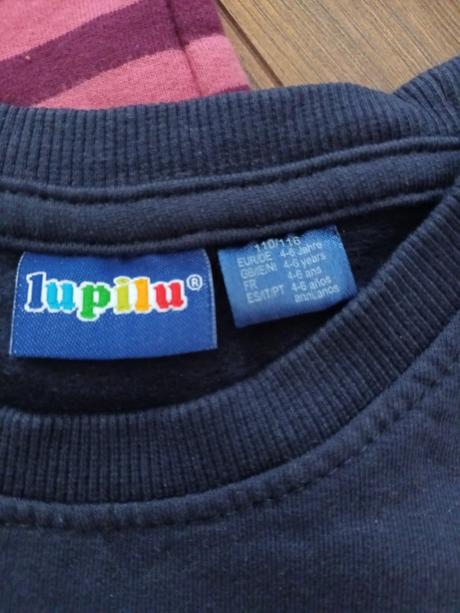 lupilu®
110/116
EUR/DE 4-6 Jahre
GB/IE/NI 4-6 years
FR 4-6 ans
ES/IT/PT 4-6 años
anni, anos